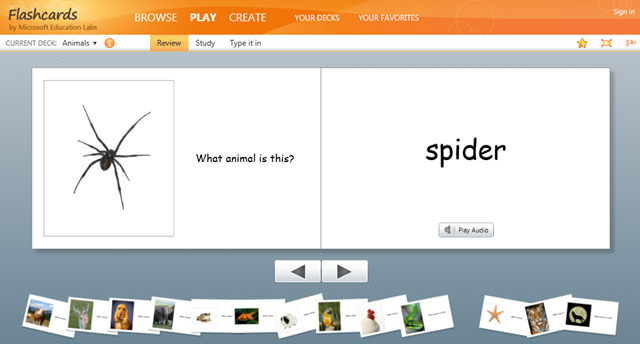 Flashcards
by Microsoft Education Labs
BROWSE PLAY CREATE YOUR DECKS YOUR FAVORITES
Sign in
CURRENT DECK: Animals
Review Study Type it in
What animal is this?
spider
Play Audio